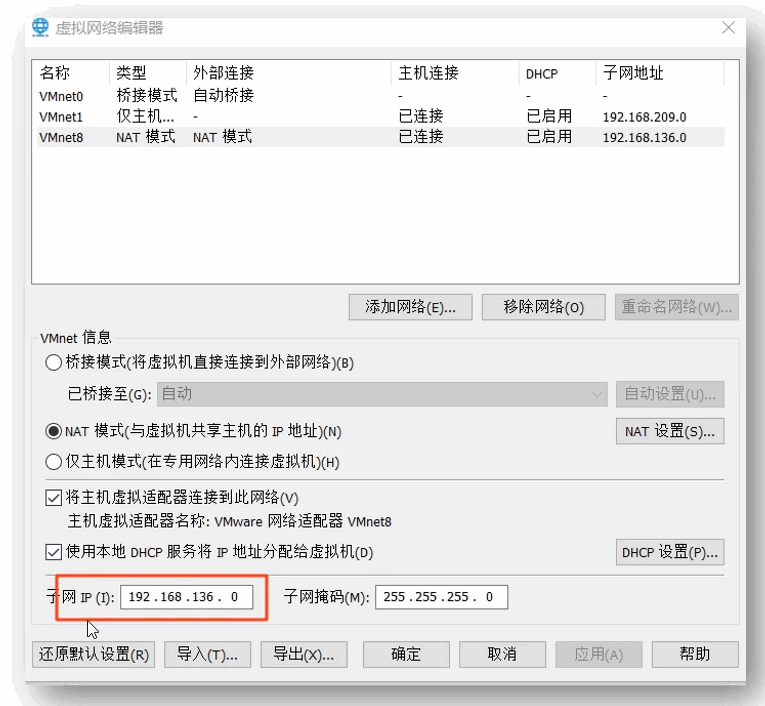 虚拟网络编辑器
名称 类型 外部连接 主机连接 DHCP 子网地址
VMnet0 桥接模式 自动桥接 - - -
VMnet1 仅主机... - 已连接 已启用 192.168.209.0
VMnet8 NAT 模式 NAT 模式 已连接 已启用 192.168.136.0
添加网络(E)... 移除网络(O) 重命名网络(W)...
VMnet 信息
桥接模式(将虚拟机直接连接到外部网络)(B)
已桥接至(G): 自动 自动设置(U)...
NAT 模式(与虚拟机共享主机的 IP 地址)(N) NAT 设置(S)...
仅主机模式(在专用网络内连接虚拟机)(H)
将主机虚拟适配器连接到此网络(V)
主机虚拟适配器名称: VMware 网络适配器 VMnet8
使用本地 DHCP 服务将 IP 地址分配给虚拟机(D) DHCP 设置(P)...
子网 IP (I): 192.168.136. 0 子网掩码(M): 255.255.255. 0
还原默认设置(R) 导入(T)... 导出(X)... 确定 取消 应用(A) 帮助